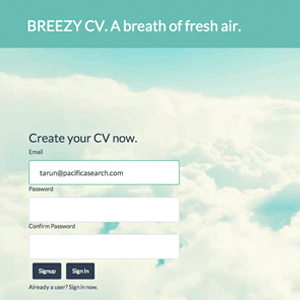 BREEZY CV. A breath of fresh air.
Create your CV now.
Email
tarun@pacificasearch.com
Password
Confirm Password
Signup Sign In
Already a user? Sign in now.